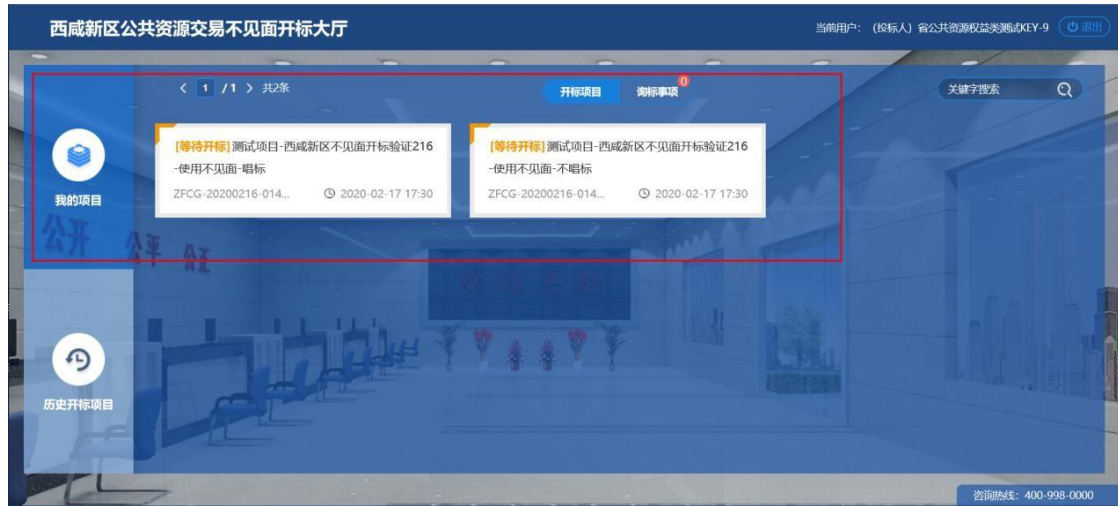 西咸新区公共资源交易不见面开标大厅
当前用户： (投标人) 省公共资源权益类测试KEY-9
退出
1 / 1 共2条
开标项目
询标事项
0
关键字搜索
我的项目
[等待开标]测试项目-西咸新区不见面开标验证216
-使用不见面-唱标
ZFCG-20200216-014...
2020-02-17 17:30
[等待开标]测试项目-西咸新区不见面开标验证216
-使用不见面-不唱标
ZFCG-20200216-014...
2020-02-17 17:30
公开 公平 公正
历史开标项目
咨询热线：400-998-0000